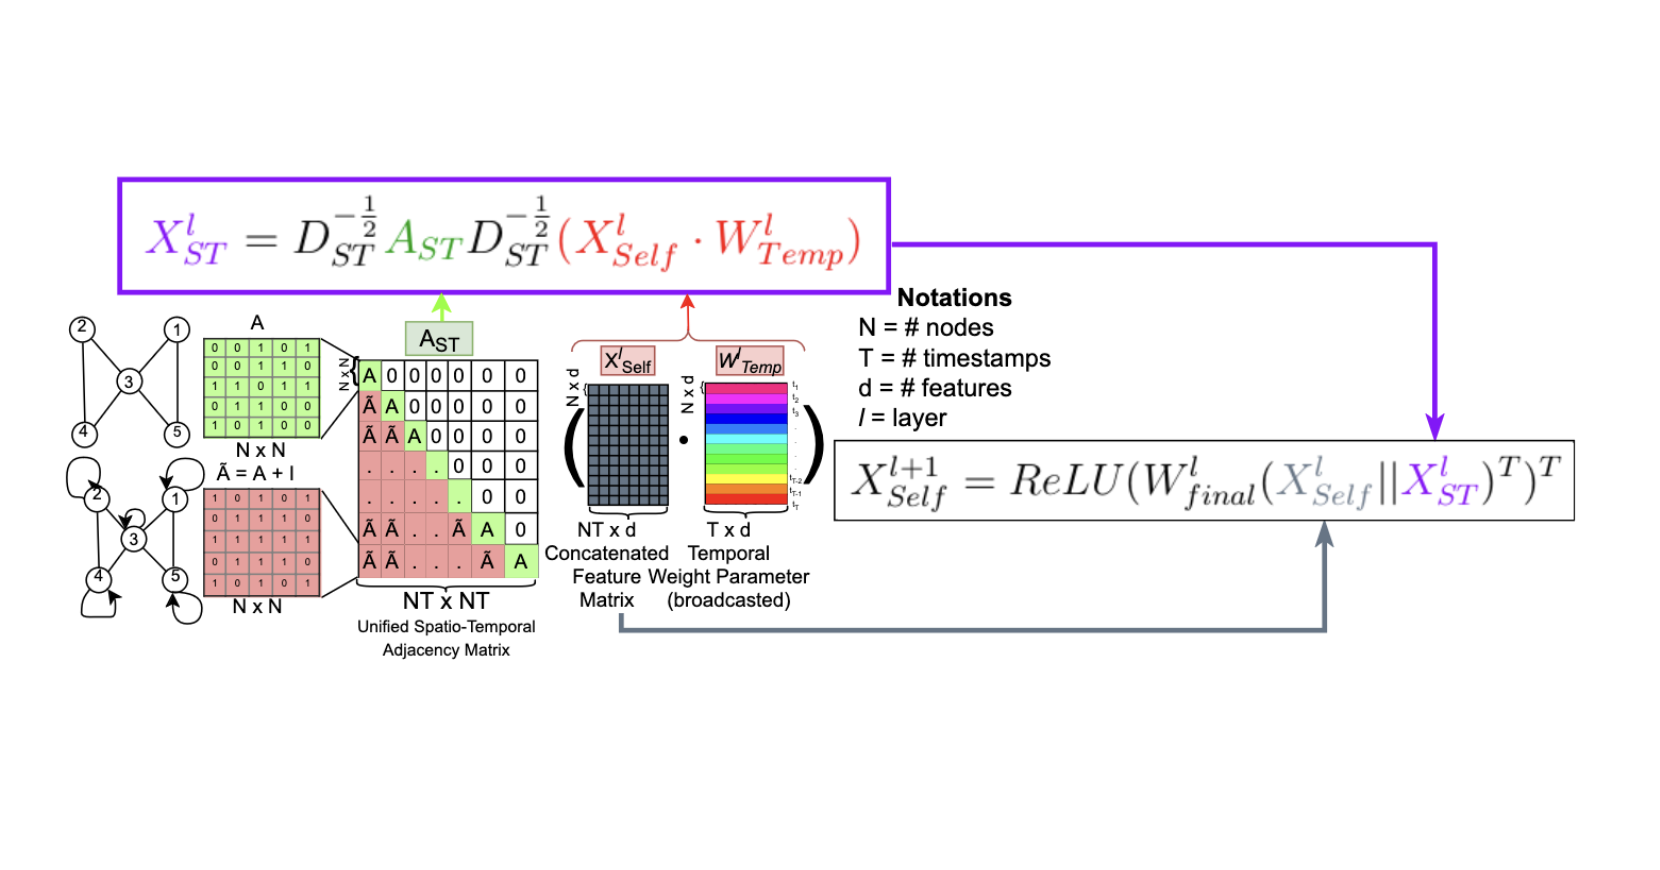 X^l_{ST} = D_{ST}^{-\frac{1}{2}} A_{ST} D_{ST}^{-\frac{1}{2}} (X^l_{Self} · W^l_{Temp})
Notations
N = # nodes
T = # timestamps
d = # features
l = layer
2 1
3
4 5
A
0 0 1 0 1
0 0 1 1 0
1 1 0 1 1
0 1 1 0 0
1 0 1 0 0
N x N
Ã = A + I
2 1
3
4 5
1 0 1 0 1
0 1 1 1 0
1 1 1 1 1
0 1 1 1 0
1 0 1 0 1
N x N
A_{ST}
N x N
A 0 0 0 0 0 0
Ã A 0 0 0 0 0
Ã Ã A 0 0 0 0
. . . . 0 0 0
. . . . . 0 0
Ã Ã . . Ã A 0
Ã Ã . . . Ã A
NT x NT
Unified Spatio-Temporal
Adjacency Matrix
X^l_{Self}
N x d
( •
NT x d
Concatenated
Feature
Matrix
W^l_{Temp}
N x d
t_1
t_2
t_3
.
.
.
t_{T-2}
t_{T-1}
t_T
)
T x d
Temporal
Weight Parameter
(broadcasted)
X^{l+1}_{Self} = ReLU(W^l_{final}(X^l_{Self}||X^l_{ST})^T)^T